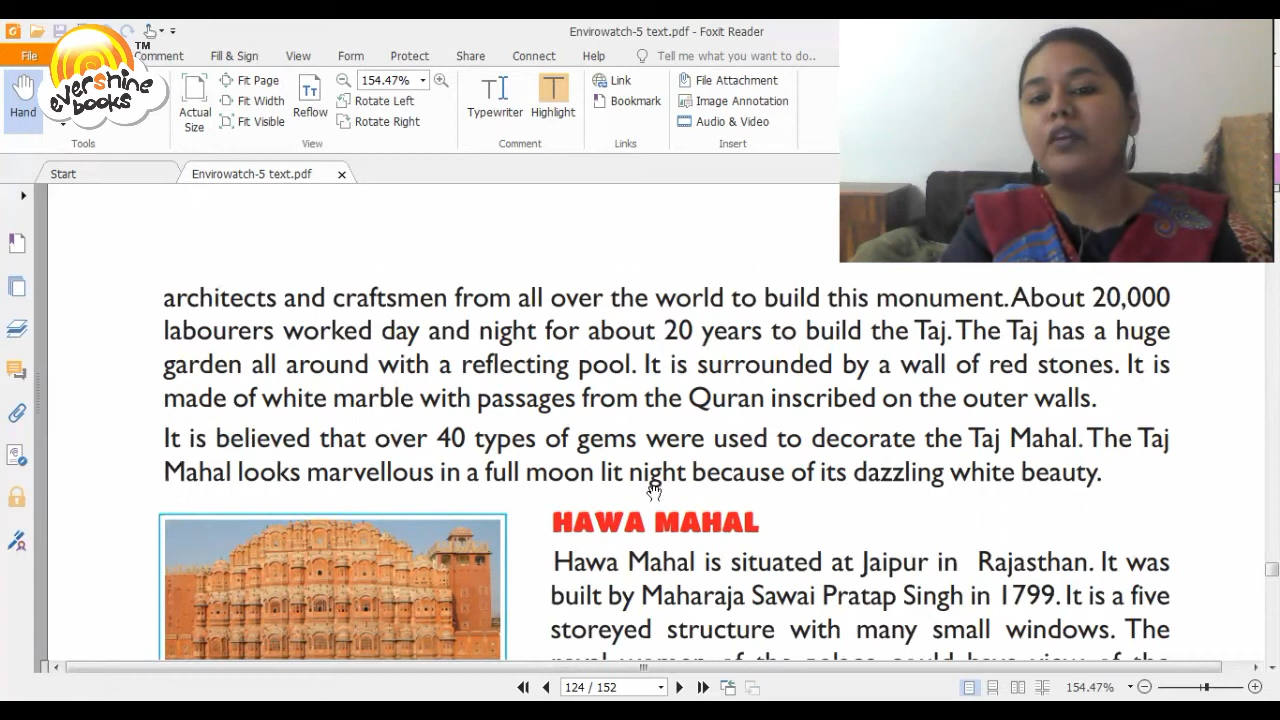 Envirowatch-5 text.pdf - Foxit Reader
File
Comment
Fill & Sign
View
Form
Protect
Share
Connect
Help
Tell me what you want to do..
TM
evershine
books
Hand
Actual
Size
Fit Page
Fit Width
Fit Visible
Reflow
154.47%
Rotate Left
Rotate Right
Typewriter
Highlight
Link
Bookmark
File Attachment
Image Annotation
Audio & Video
Tools
View
Comment
Links
Insert
Start
Envirowatch-5 text.pdf
architects and craftsmen from all over the world to build this monument. About 20,000
labourers worked day and night for about 20 years to build the Taj. The Taj has a huge
garden all around with a reflecting pool. It is surrounded by a wall of red stones. It is
made of white marble with passages from the Quran inscribed on the outer walls.
It is believed that over 40 types of gems were used to decorate the Taj Mahal. The Taj
Mahal looks marvellous in a full moon lit night because of its dazzling white beauty.
HAWA MAHAL
Hawa Mahal is situated at Jaipur in Rajasthan. It was
built by Maharaja Sawai Pratap Singh in 1799. It is a five
storeyed structure with many small windows. The
royal women of the palace could have view of the
124 / 152
154.47%